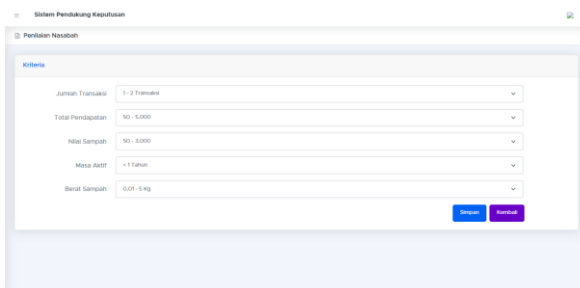 Sistem Pendukung Keputusan
Penilaian Nasabah
Kriteria
Jumlah Transaksi 1 - 2 Transaksi
Total Pendapatan 50 - 5.000
Nilai Sampah 50 - 3.000
Masa Aktif < 1 Tahun
Berat Sampah 0,01 - 5 Kg
Simpan Kembali